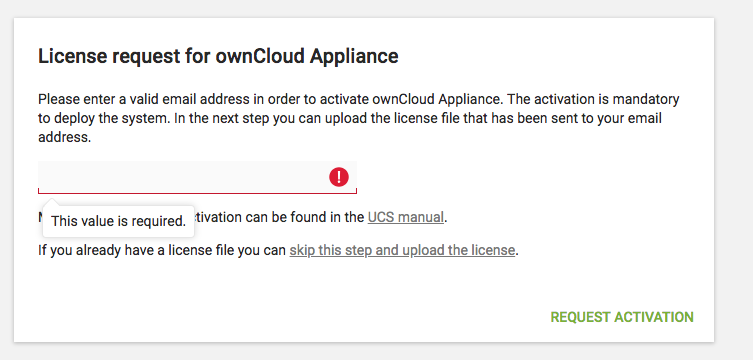 License request for ownCloud Appliance
Please enter a valid email address in order to activate ownCloud Appliance. The activation is mandatory
to deploy the system. In the next step you can upload the license file that has been sent to your email
address.
This value is required.
ctivation can be found in the UCS manual.
If you already have a license file you can skip this step and upload the license.
REQUEST ACTIVATION